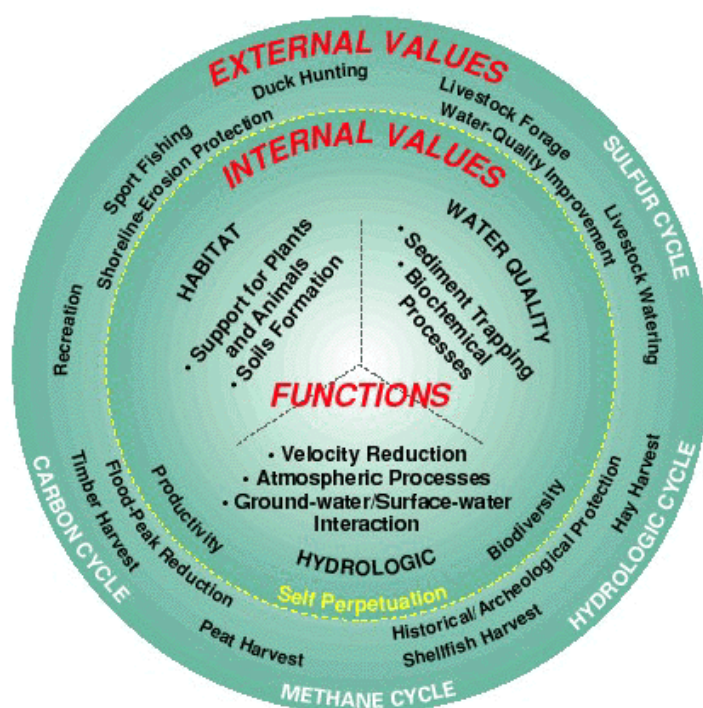 EXTERNAL VALUES
Duck Hunting
Livestock Forage
Water-Quality Improvement
Sport Fishing
Shoreline-Erosion Protection
INTERNAL VALUES
SULFUR CYCLE
Livestock Watering
Recreation
HABITAT
• Support for Plants
and Animals
• Soils Formation
WATER QUALITY
• Sediment Trapping
• Biochemical
Processes
FUNCTIONS
• Velocity Reduction
• Atmospheric Processes
• Ground-water/Surface-water
Interaction
HYDROLOGIC
Productivity
Biodiversity
Self Perpetuation
Flood-Peak Reduction
Timber Harvest
CARBON CYCLE
Peat Harvest
Historical/Archeological Protection
Shellfish Harvest
Hay Harvest
HYDROLOGIC CYCLE
METHANE CYCLE